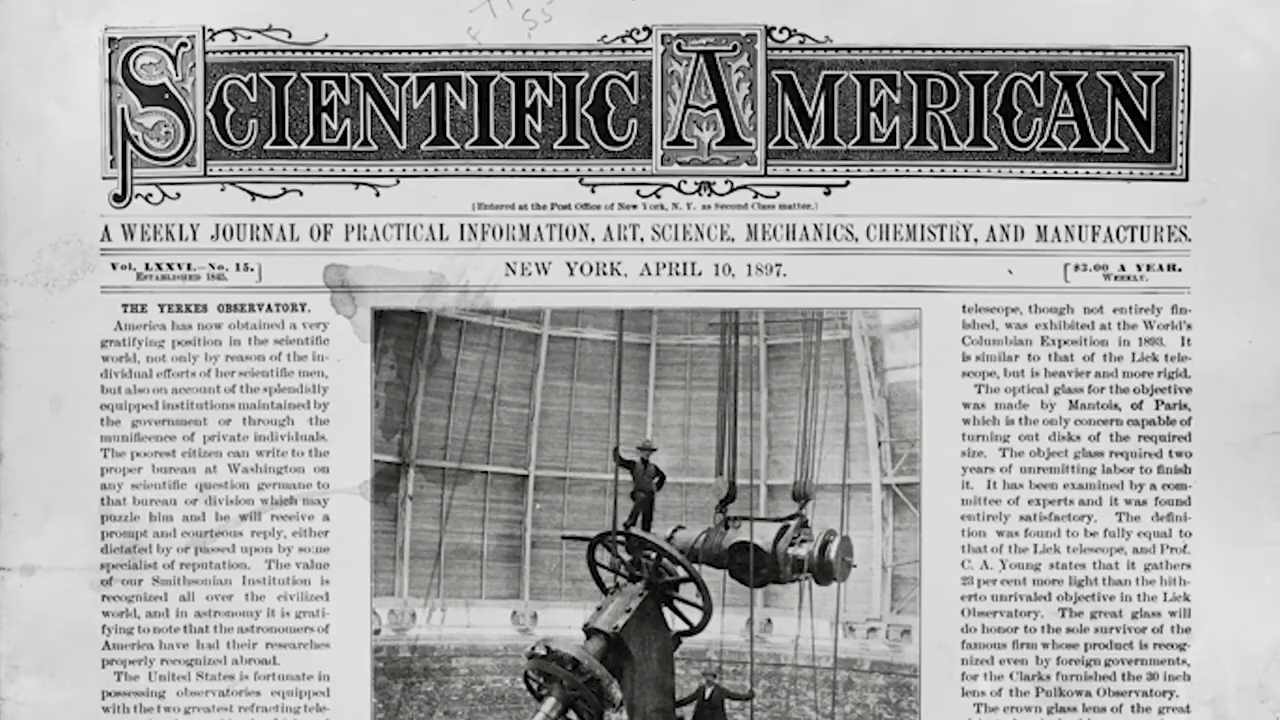 SCIENTIFIC AMERICAN
[Entered at the Post Office of New York, N. Y. as Second Class matter.]
A WEEKLY JOURNAL OF PRACTICAL INFORMATION, ART, SCIENCE, MECHANICS, CHEMISTRY, AND MANUFACTURES.
Vol. LXXVI.—No. 15.]
ESTABLISHED 1845.
NEW YORK, APRIL 10, 1897.
[$3.00 A YEAR.
WEEKLY.
THE YERKES OBSERVATORY.
America has now obtained a very
gratifying position in the scientific
world, not only by reason of the in-
dividual efforts of her scientific men,
but also on account of the splendidly
equipped institutions maintained by
the government or through the
munificence of private individuals.
The poorest citizen can write to the
proper bureau at Washington on
any scientific question germane to
that bureau or division which may
puzzle him and he will receive a
prompt and courteous reply, either
dictated by or passed upon by some
specialist of reputation. The value
of our Smithsonian Institution is
recognized all over the civilized
world, and in astronomy it is grati-
fying to note that the astronomers of
America have had their researches
properly recognized abroad.
The United States is fortunate in
possessing observatories equipped
with the two greatest refracting tele-
telescope, though not entirely fin-
ished, was exhibited at the World's
Columbian Exposition in 1893. It
is similar to that of the Lick tele-
scope, but is heavier and more rigid.
The optical glass for the objective
was made by Mantois, of Paris,
which is the only concern capable of
turning out disks of the required
size. The object glass required two
years of unremitting labor to finish
it. It has been examined by a com-
mittee of experts and it was found
entirely satisfactory. The defini-
tion was found to be fully equal to
that of the Lick telescope, and Prof.
C. A. Young states that it gathers
23 per cent more light than the hith-
erto unrivaled objective in the Lick
Observatory. The great glass will
do honor to the sole survivor of the
famous firm whose product is recog-
nized even by foreign governments,
for the Clarks furnished the 30 inch
lens of the Pulkowa Observatory.
The crown glass lens of the great